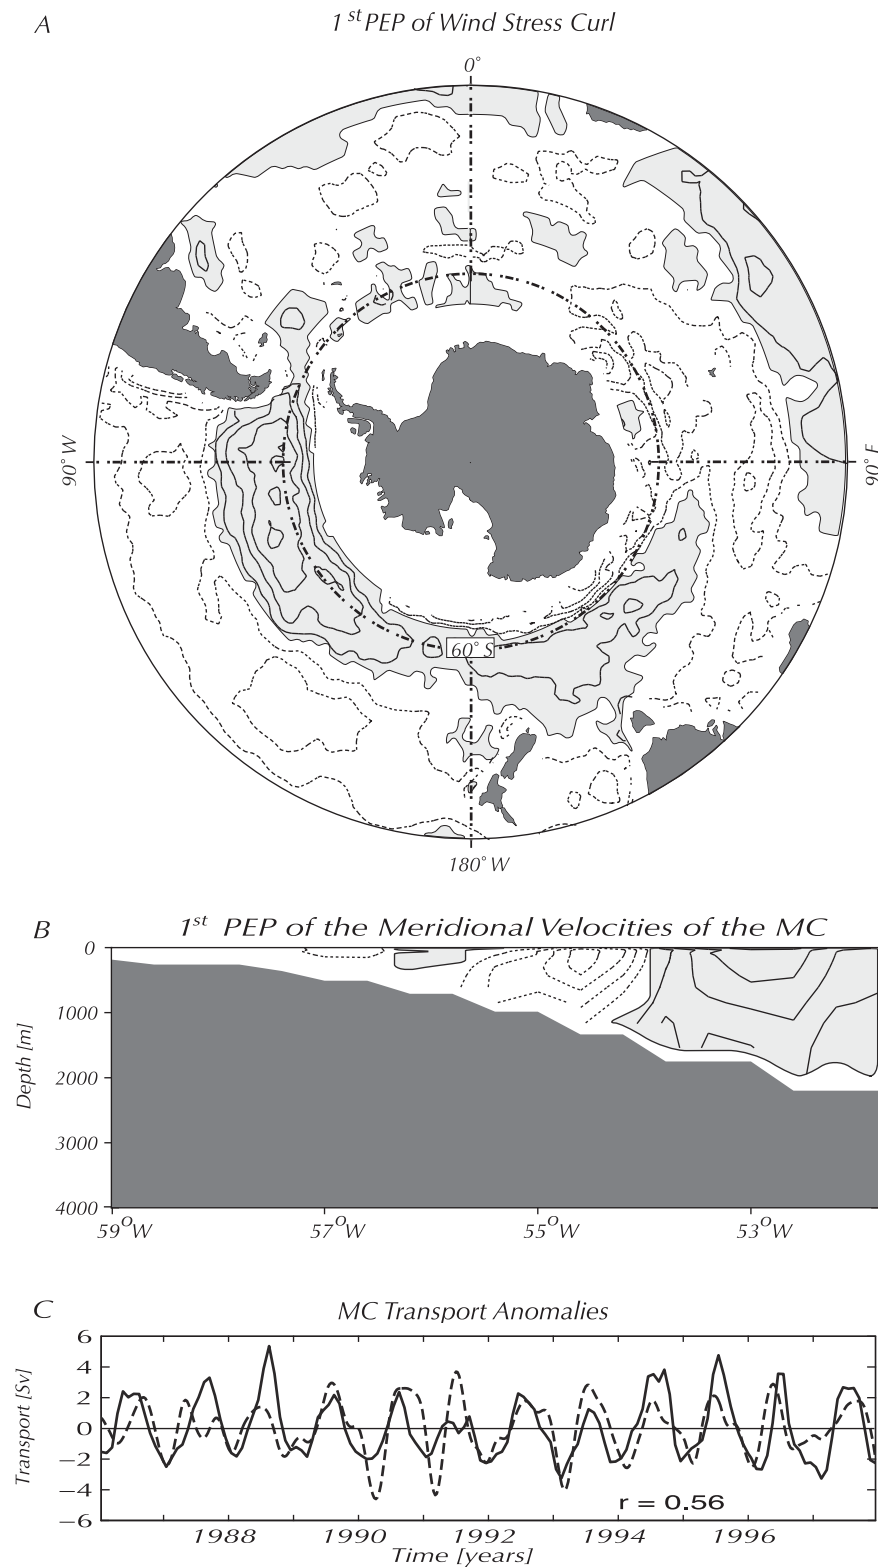 A
1st PEP of Wind Stress Curl
0°
90° W
90° E
60° S
180° W
B
1st PEP of the Meridional Velocities of the MC
Depth [m]
0
1000
2000
3000
4000
59°W
57°W
55°W
53°W
C
MC Transport Anomalies
Transport [Sv]
6
4
2
0
−2
−4
−6
r = 0.56
1988
1990
1992
1994
1996
Time [years]